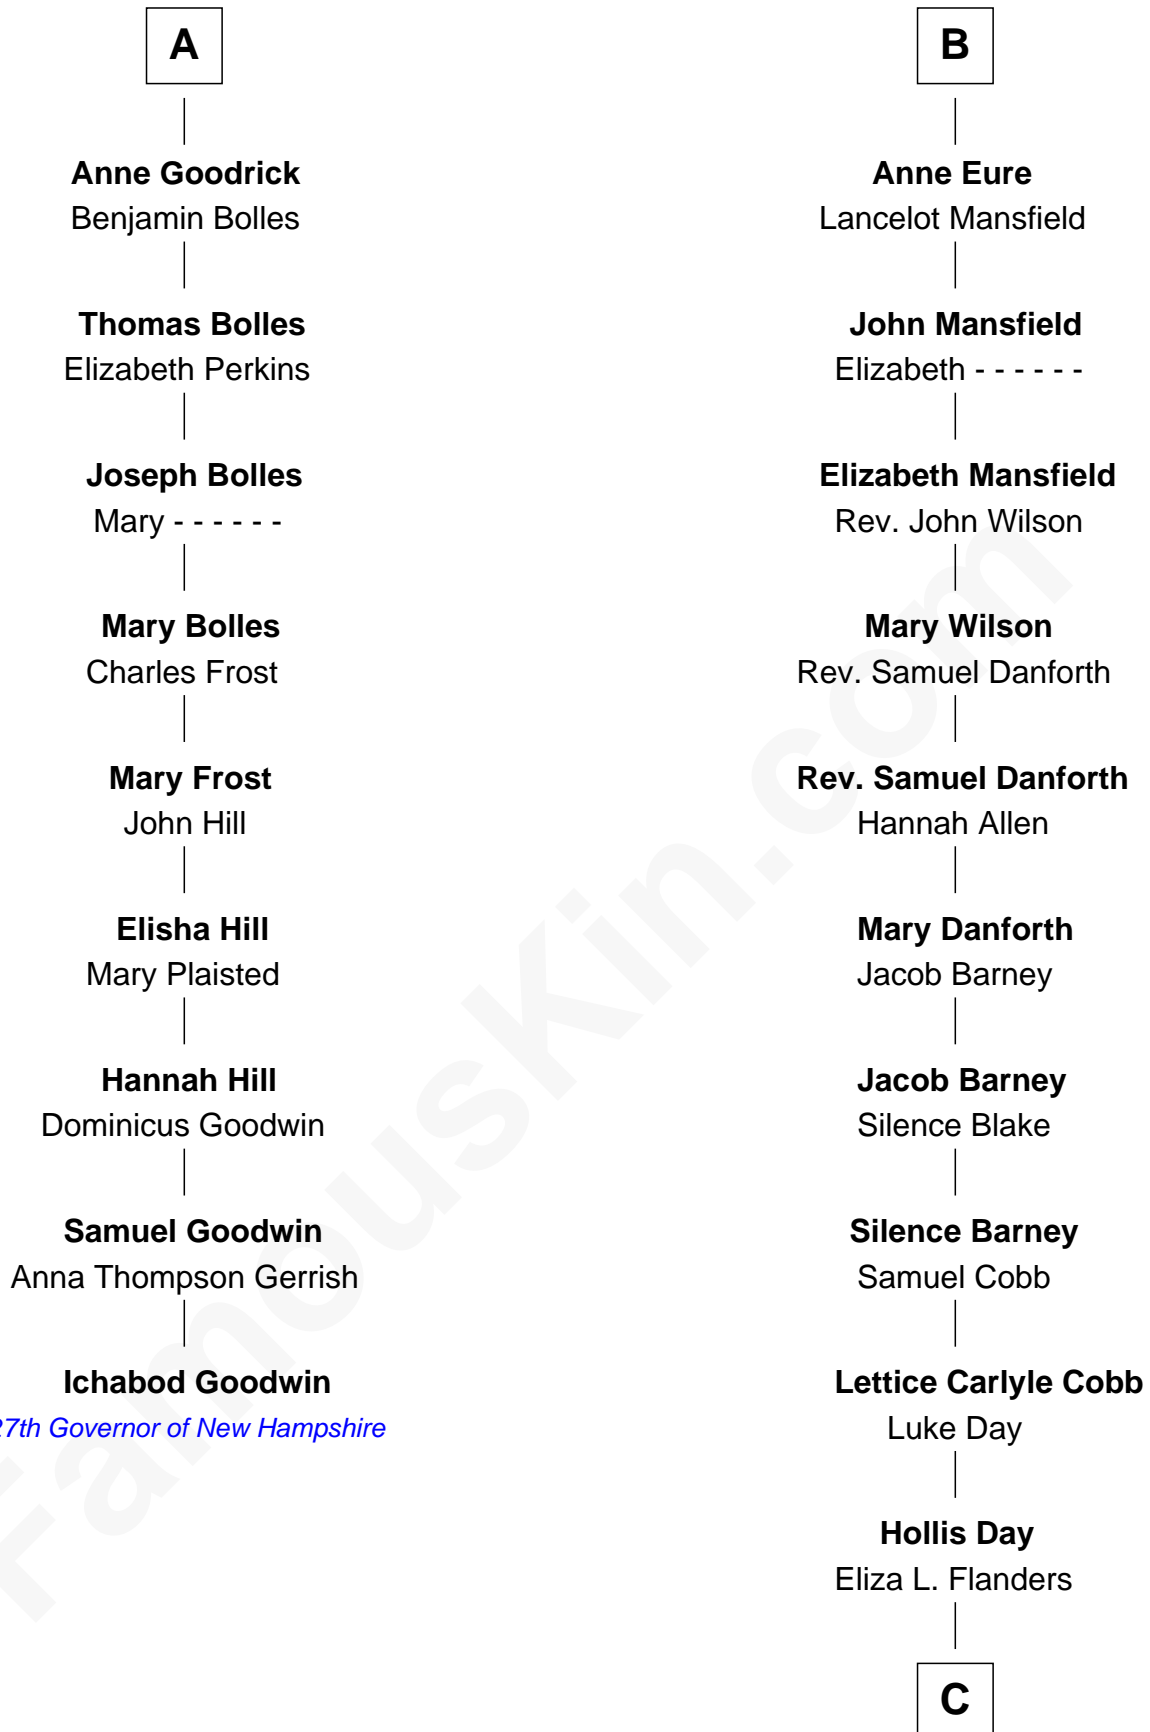 A
Anne Goodrick
Benjamin Bolles
Thomas Bolles
Elizabeth Perkins
Joseph Bolles
Mary - - - - - -
Mary Bolles
Charles Frost
Mary Frost
John Hill
Elisha Hill
Mary Plaisted
Hannah Hill
Dominicus Goodwin
Samuel Goodwin
Anna Thompson Gerrish
Ichabod Goodwin
27th Governor of New Hampshire
B
Anne Eure
Lancelot Mansfield
John Mansfield
Elizabeth - - - - - -
Elizabeth Mansfield
Rev. John Wilson
Mary Wilson
Rev. Samuel Danforth
Rev. Samuel Danforth
Hannah Allen
Mary Danforth
Jacob Barney
Jacob Barney
Silence Blake
Silence Barney
Samuel Cobb
Lettice Carlyle Cobb
Luke Day
Hollis Day
Eliza L. Flanders
C
FamousKin.com